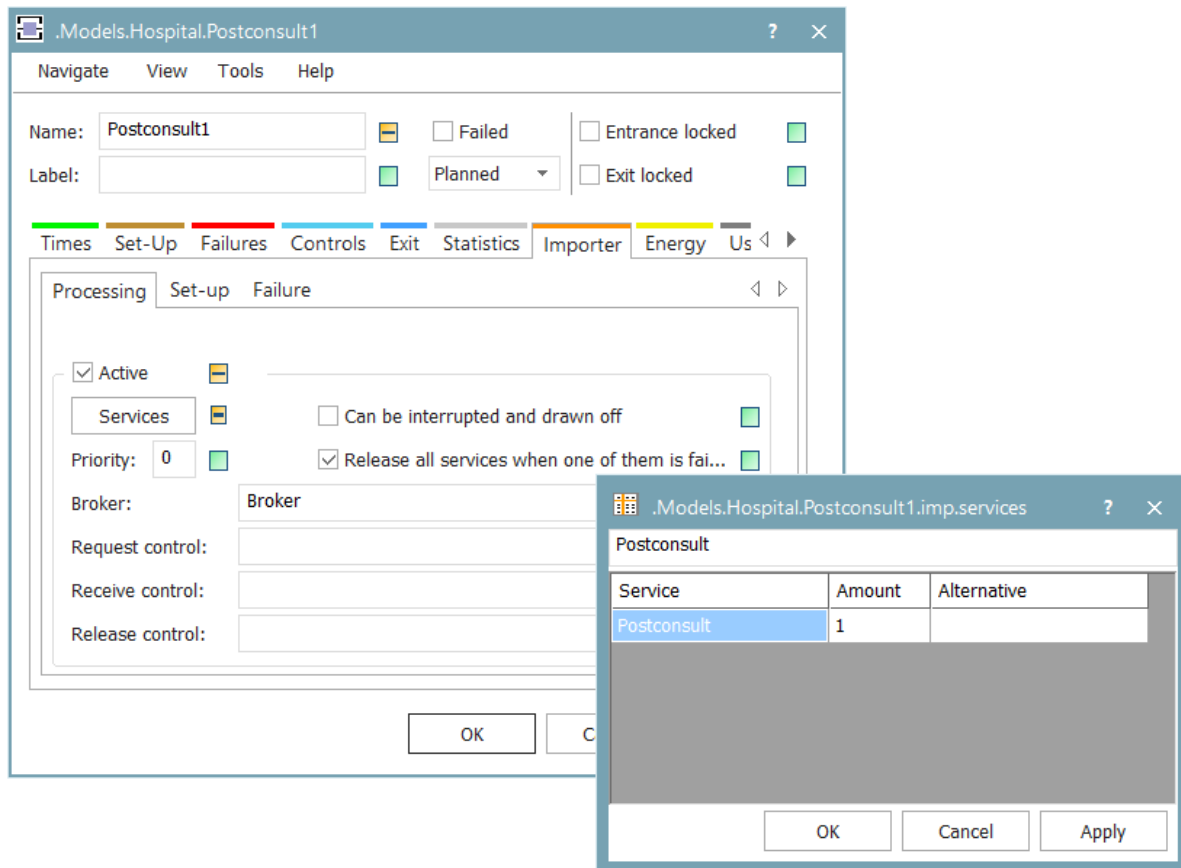 .Models.Hospital.Postconsult1 ?
Navigate View Tools Help
Name: Postconsult1 Failed Entrance locked
Label: Planned Exit locked
Times Set-Up Failures Controls Exit Statistics Importer Energy Us
Processing Set-up Failure
Active
Services Can be interrupted and drawn off
Priority: 0 Release all services when one of them is fai...
Broker: Broker
Request control:
Receive control:
Release control:
OK C
.Models.Hospital.Postconsult1.imp.services ?
Postconsult
Service Amount Alternative
Postconsult 1
OK Cancel Apply